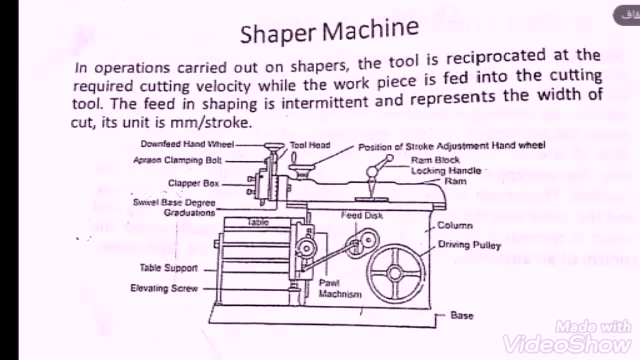 قاف
Shaper Machine
In operations carried out on shapers, the tool is reciprocated at the
required cutting velocity while the work piece is fed into the cutting
tool. The feed in shaping is intermittent and represents the width of
cut, its unit is mm/stroke.
Downfeed Hand Wheel
Tool Head
Position of Stroke Adjustment Hand wheel
Apraon Clamping Bolt
Ram Block
Locking Handle
Clapper Box
Ram
Swivel Base Degree
Graduations
Table
Feed Disk
Column
Driving Pulley
Table Support
Pawl
Machnism
Elevating Screw
Base
Made with
VideoShow